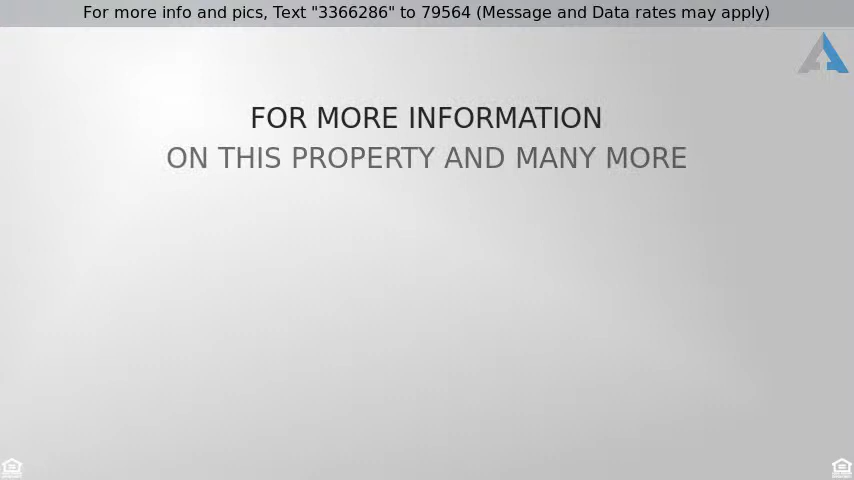 For more info and pics, Text "3366286" to 79564 (Message and Data rates may apply)
FOR MORE INFORMATION
ON THIS PROPERTY AND MANY MORE